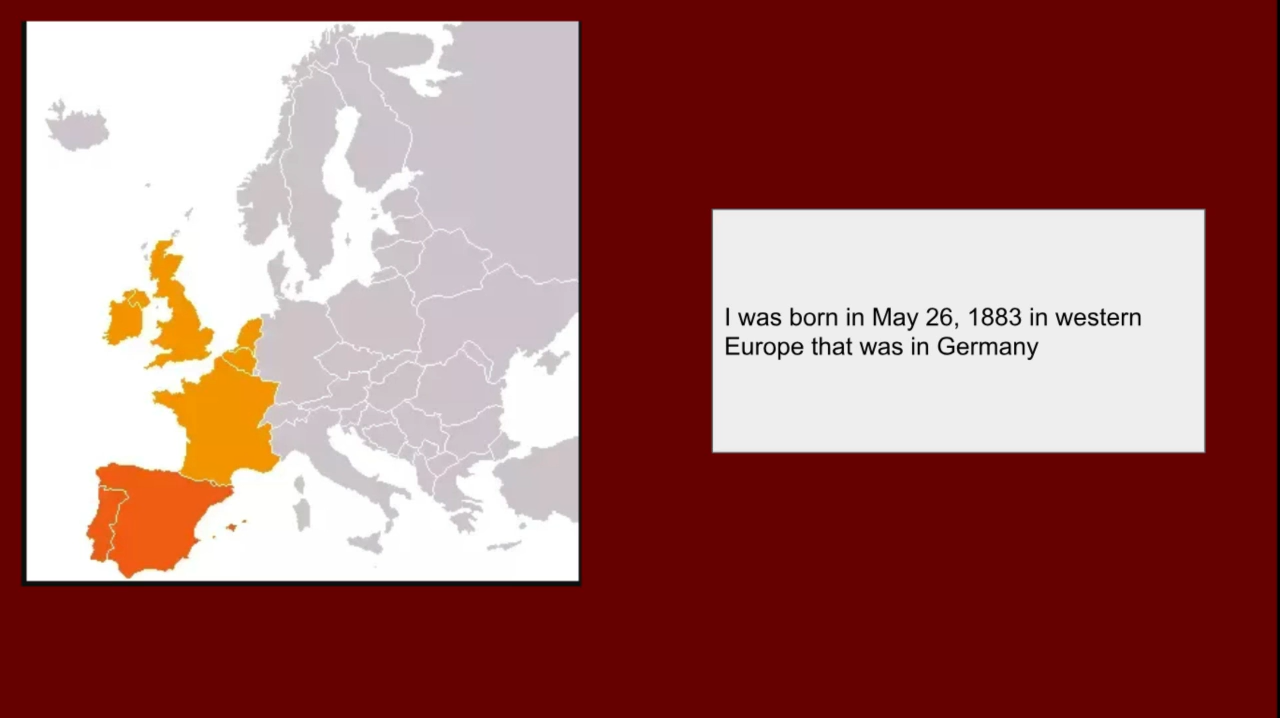 I was born in May 26, 1883 in western
Europe that was in Germany